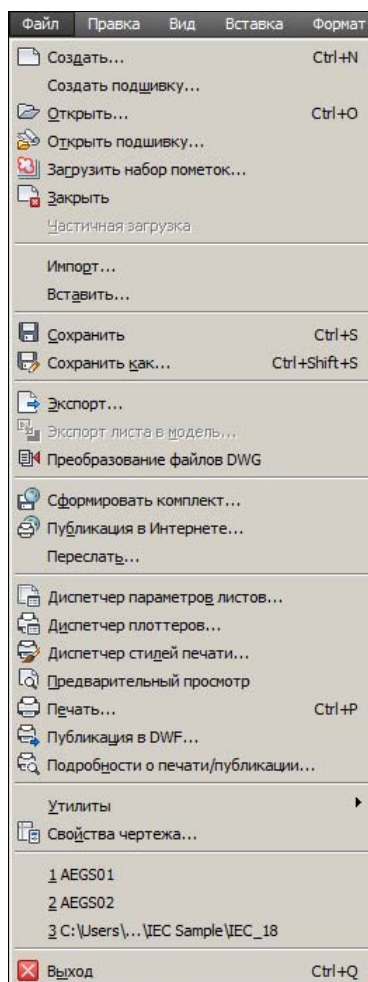 Файл Правка Вид Вставка Формат
Создать... Ctrl+N
Создать подшивку...
Открыть... Ctrl+O
Открыть подшивку...
Загрузить набор пометок...
Закрыть
Частичная загрузка
Импорт...
Вставить...
Сохранить Ctrl+S
Сохранить как... Ctrl+Shift+S
Экспорт...
Экспорт листа в модель...
Преобразование файлов DWG
Сформировать комплект...
Публикация в Интернете...
Переслать...
Диспетчер параметров листов...
Диспетчер плоттеров...
Диспетчер стилей печати...
Предварительный просмотр
Печать... Ctrl+P
Публикация в DWF...
Подробности о печати/публикации...
Утилиты
Свойства чертежа...
1 AEGS01
2 AEGS02
3 C:\Users\...\IEC Sample\IEC_18
Выход Ctrl+Q